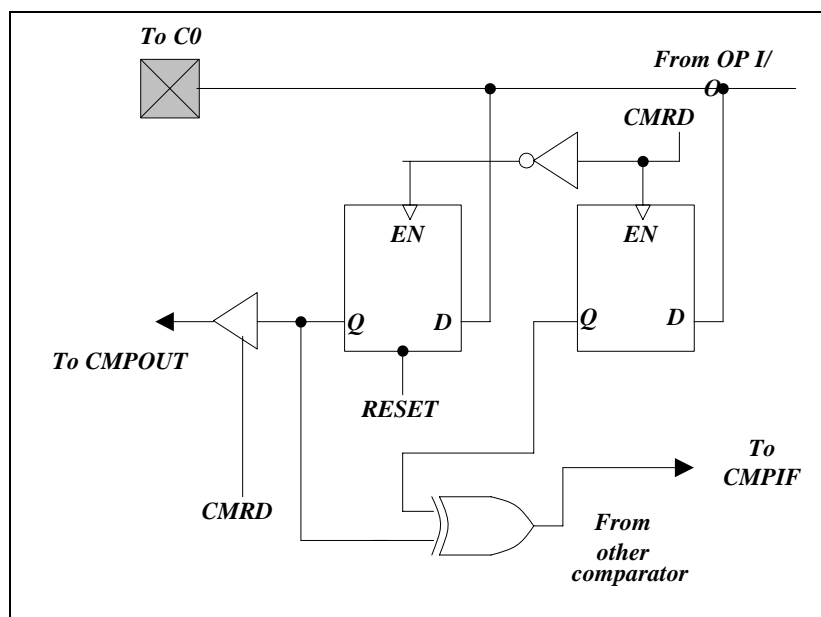 To C0
From OP I/
O
CMRD
EN
EN
Q
D
Q
D
To CMPOUT
RESET
To
CMPIF
CMRD
From
other
comparator